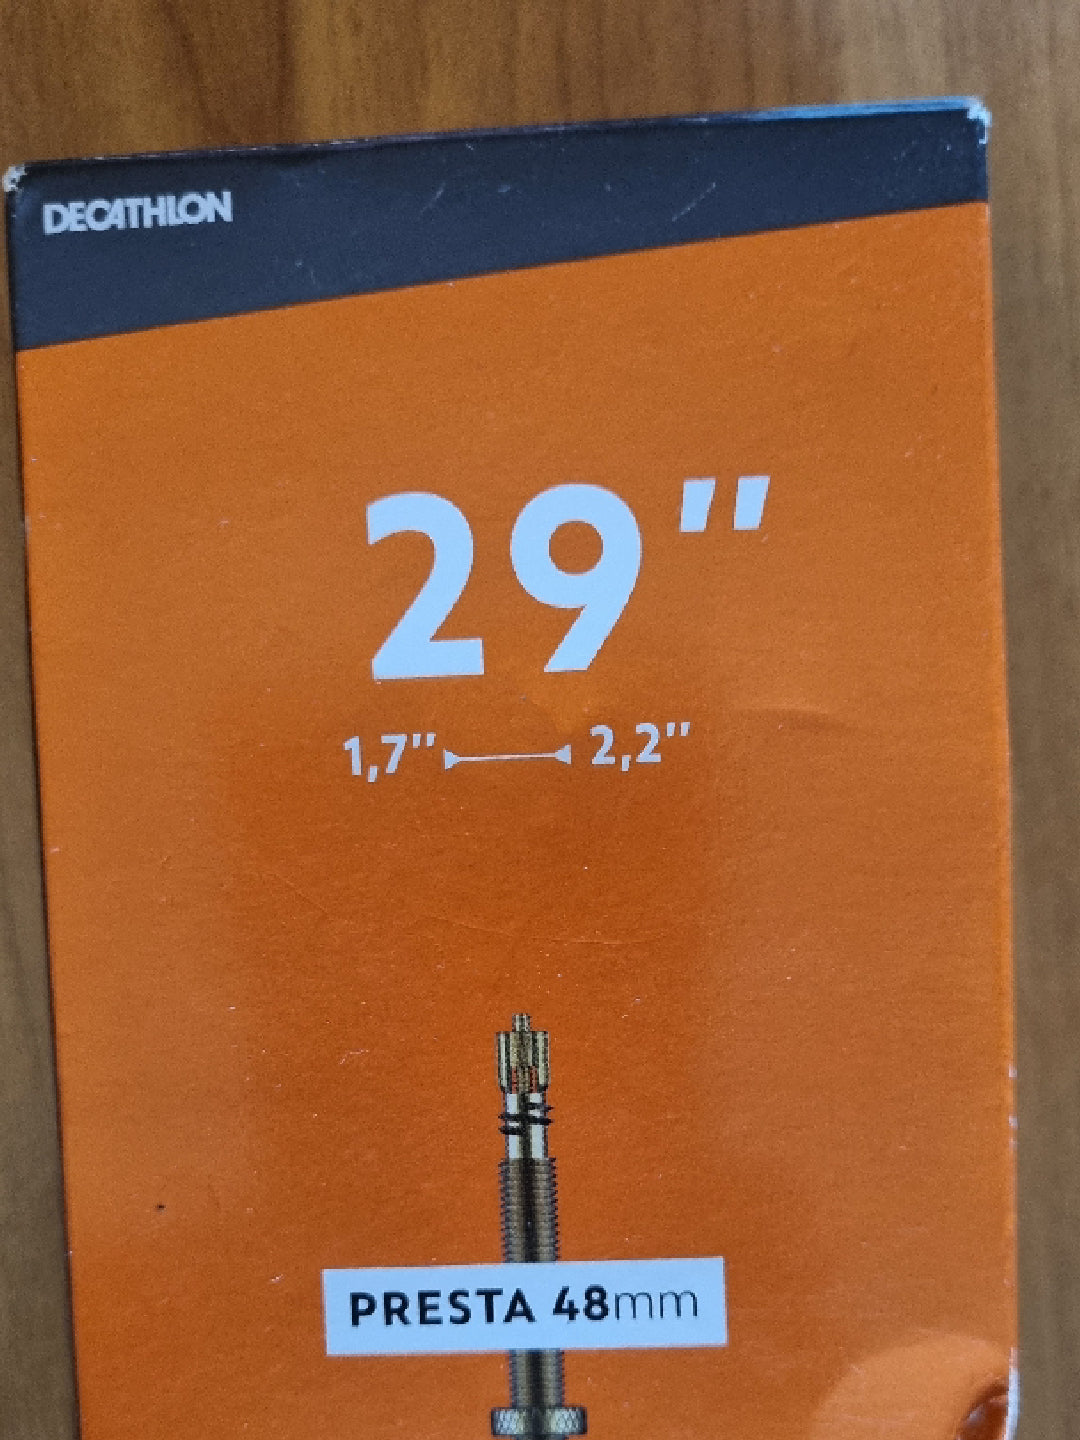 DECATHLON
29"
1,7" 2,2"
PRESTA 48mm